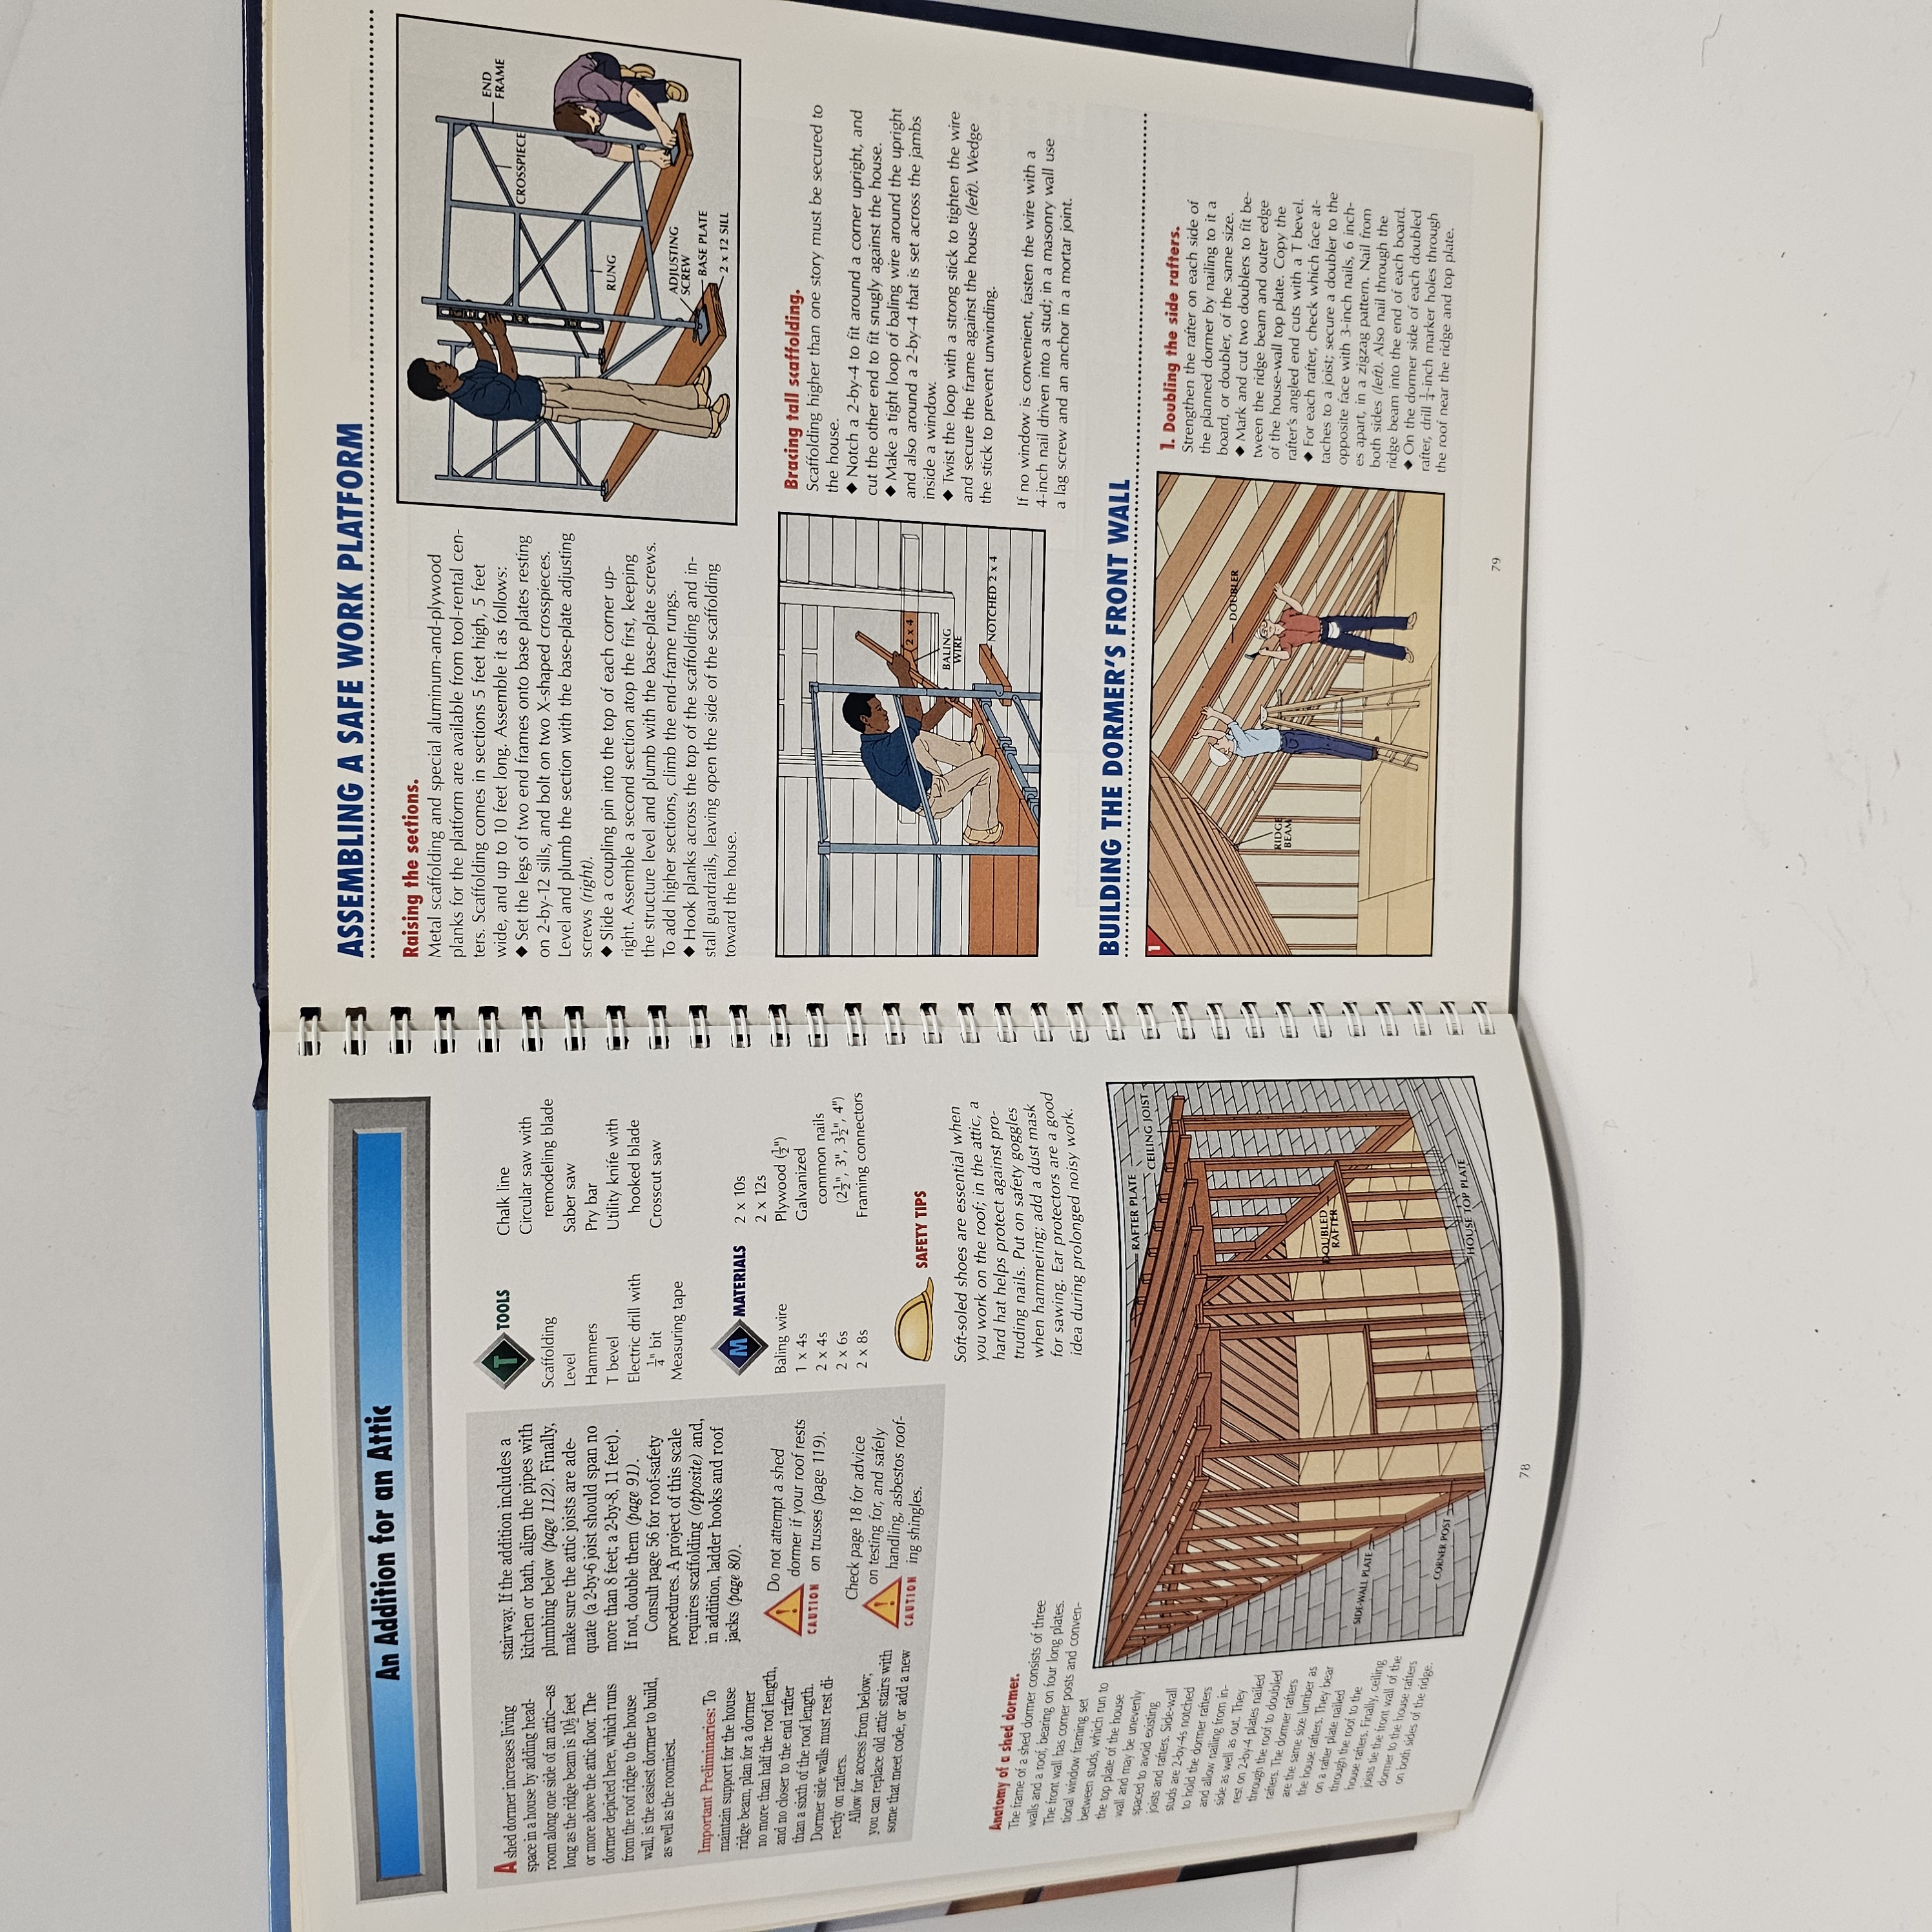 An Addition for an Attic
A shed dormer increases living
space in a house by adding head-
room along one side of an attic—as
long as the ridge beam is 10½ feet
or more above the attic floor. The
dormer depicted here, which runs
from the roof ridge to the house
wall, is the easiest dormer to build,
as well as the roomiest.
Important Preliminaries: To
maintain support for the house
ridge beam, plan for a dormer
no more than half the roof length,
and no closer to the end rafter
than a sixth of the roof length.
Dormer side walls must rest di-
rectly on rafters.
Allow for access from below;
you can replace old attic stairs with
some that meet code, or add a new
stairway. If the addition includes a
kitchen or bath, align the pipes with
plumbing below (page 112). Finally,
make sure the attic joists are ade-
quate (a 2-by-6 joist should span no
more than 8 feet; a 2-by-8, 11 feet).
If not, double them (page 91).
Consult page 56 for roof-safety
procedures. A project of this scale
requires scaffolding (opposite) and,
in addition, ladder hooks and roof
jacks (page 80).
CAUTION
Do not attempt a shed
dormer if your roof rests
on trusses (page 119).
CAUTION
Check page 18 for advice
on testing for, and safely
handling, asbestos roof-
ing shingles.
T TOOLS
Scaffolding
Level
Hammers
T bevel
Electric drill with
¼" bit
Measuring tape
Chalk line
Circular saw with
remodeling blade
Saber saw
Pry bar
Utility knife with
hooked blade
Crosscut saw
M MATERIALS
Baling wire
1 x 4s
2 x 4s
2 x 6s
2 x 8s
2 x 10s
2 x 12s
Plywood (½")
Galvanized
common nails
(2½", 3", 3½", 4")
Framing connectors
SAFETY TIPS
Soft-soled shoes are essential when
you work on the roof; in the attic, a
hard hat helps protect against pro-
truding nails. Put on safety goggles
when hammering; add a dust mask
for sawing. Ear protectors are a good
idea during prolonged noisy work.
Anatomy of a shed dormer.
The frame of a shed dormer consists of three
walls and a roof, bearing on four long plates.
The front wall has corner posts and conven-
tional window framing set
between studs, which run to
the top plate of the house
wall and may be unevenly
spaced to avoid existing
joists and rafters. Side-wall
studs are 2-by-4s notched
to hold the dormer rafters
and allow nailing from in-
side as well as out. They
rest on 2-by-4 plates nailed
through the roof to doubled
rafters. The dormer rafters
are the same size lumber as
the house rafters. They bear
on a rafter plate nailed
through the roof to the
house rafters. Finally, ceiling
joists tie the front wall of the
dormer to the house rafters
on both sides of the ridge.
RAFTER PLATE
CEILING JOIST
DOUBLED
RAFTER
SIDE-WALL PLATE
CORNER POST
HOUSE TOP PLATE
78
ASSEMBLING A SAFE WORK PLATFORM
Raising the sections.
Metal scaffolding and special aluminum-and-plywood
planks for the platform are available from tool-rental cen-
ters. Scaffolding comes in sections 5 feet high, 5 feet
wide, and up to 10 feet long. Assemble it as follows:
◆ Set the legs of two end frames onto base plates resting
on 2-by-12 sills, and bolt on two X-shaped crosspieces.
Level and plumb the section with the base-plate adjusting
screws (right).
◆ Slide a coupling pin into the top of each corner up-
right. Assemble a second section atop the first, keeping
the structure level and plumb with the base-plate screws.
To add higher sections, climb the end-frame rungs.
◆ Hook planks across the top of the scaffolding and in-
stall guardrails, leaving open the side of the scaffolding
toward the house.
END
FRAME
CROSSPIECE
RUNG
ADJUSTING
SCREW
BASE PLATE
2 x 12 SILL
2 x 4
BALING
WIRE
NOTCHED 2 x 4
Bracing tall scaffolding.
Scaffolding higher than one story must be secured to
the house.
◆ Notch a 2-by-4 to fit around a corner upright, and
cut the other end to fit snugly against the house.
◆ Make a tight loop of baling wire around the upright
and also around a 2-by-4 that is set across the jambs
inside a window.
◆ Twist the loop with a strong stick to tighten the wire
and secure the frame against the house (left). Wedge
the stick to prevent unwinding.
If no window is convenient, fasten the wire with a
4-inch nail driven into a stud; in a masonry wall use
a lag screw and an anchor in a mortar joint.
BUILDING THE DORMER'S FRONT WALL
1
RIDGE
BEAM
DOUBLER
1. Doubling the side rafters.
Strengthen the rafter on each side of
the planned dormer by nailing to it a
board, or doubler, of the same size.
◆ Mark and cut two doublers to fit be-
tween the ridge beam and outer edge
of the house-wall top plate. Copy the
rafter's angled end cuts with a T bevel.
◆ For each rafter, check which face at-
taches to a joist; secure a doubler to the
opposite face with 3-inch nails, 6 inch-
es apart, in a zigzag pattern. Nail from
both sides (left). Also nail through the
ridge beam into the end of each board.
◆ On the dormer side of each doubled
rafter, drill ¼-inch marker holes through
the roof near the ridge and top plate.
79